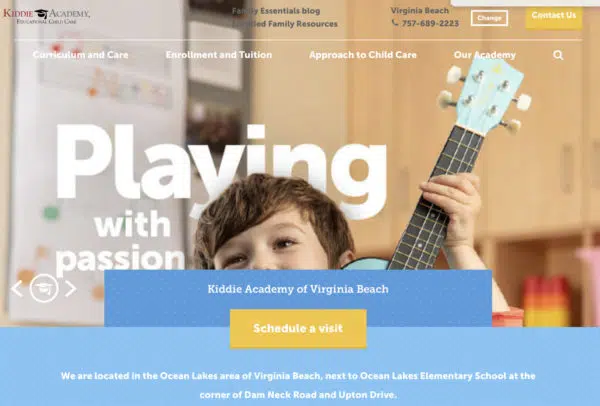 KIDDIE ACADEMY®
EDUCATIONAL CHILD CARE
Family Essentials blog
Family Resources
Virginia Beach
757-689-2223
Change
Contact Us
Curriculum and Care
Enrollment and Tuition
Approach to Child Care
Our Academy
Playing
with
passion
Kiddie Academy of Virginia Beach
Schedule a visit
We are located in the Ocean Lakes area of Virginia Beach, next to Ocean Lakes Elementary School at the
corner of Dam Neck Road and Upton Drive.